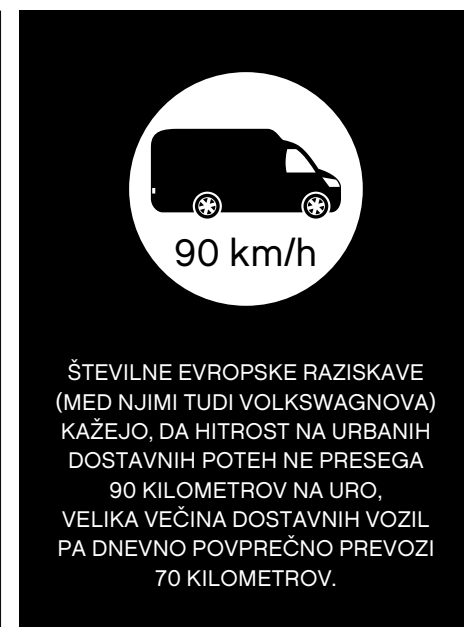 90 km/h
ŠTEVILNE EVROPSKE RAZISKAVE
(MED NJIMI TUDI VOLKSWAGNOVA)
KAŽEJO, DA HITROST NA URBANIH
DOSTAVNIH POTEH NE PRESEGA
90 KILOMETROV NA URO,
VELIKA VEČINA DOSTAVNIH VOZIL
PA DNEVNO POVPREČNO PREVOZI
70 KILOMETROV.